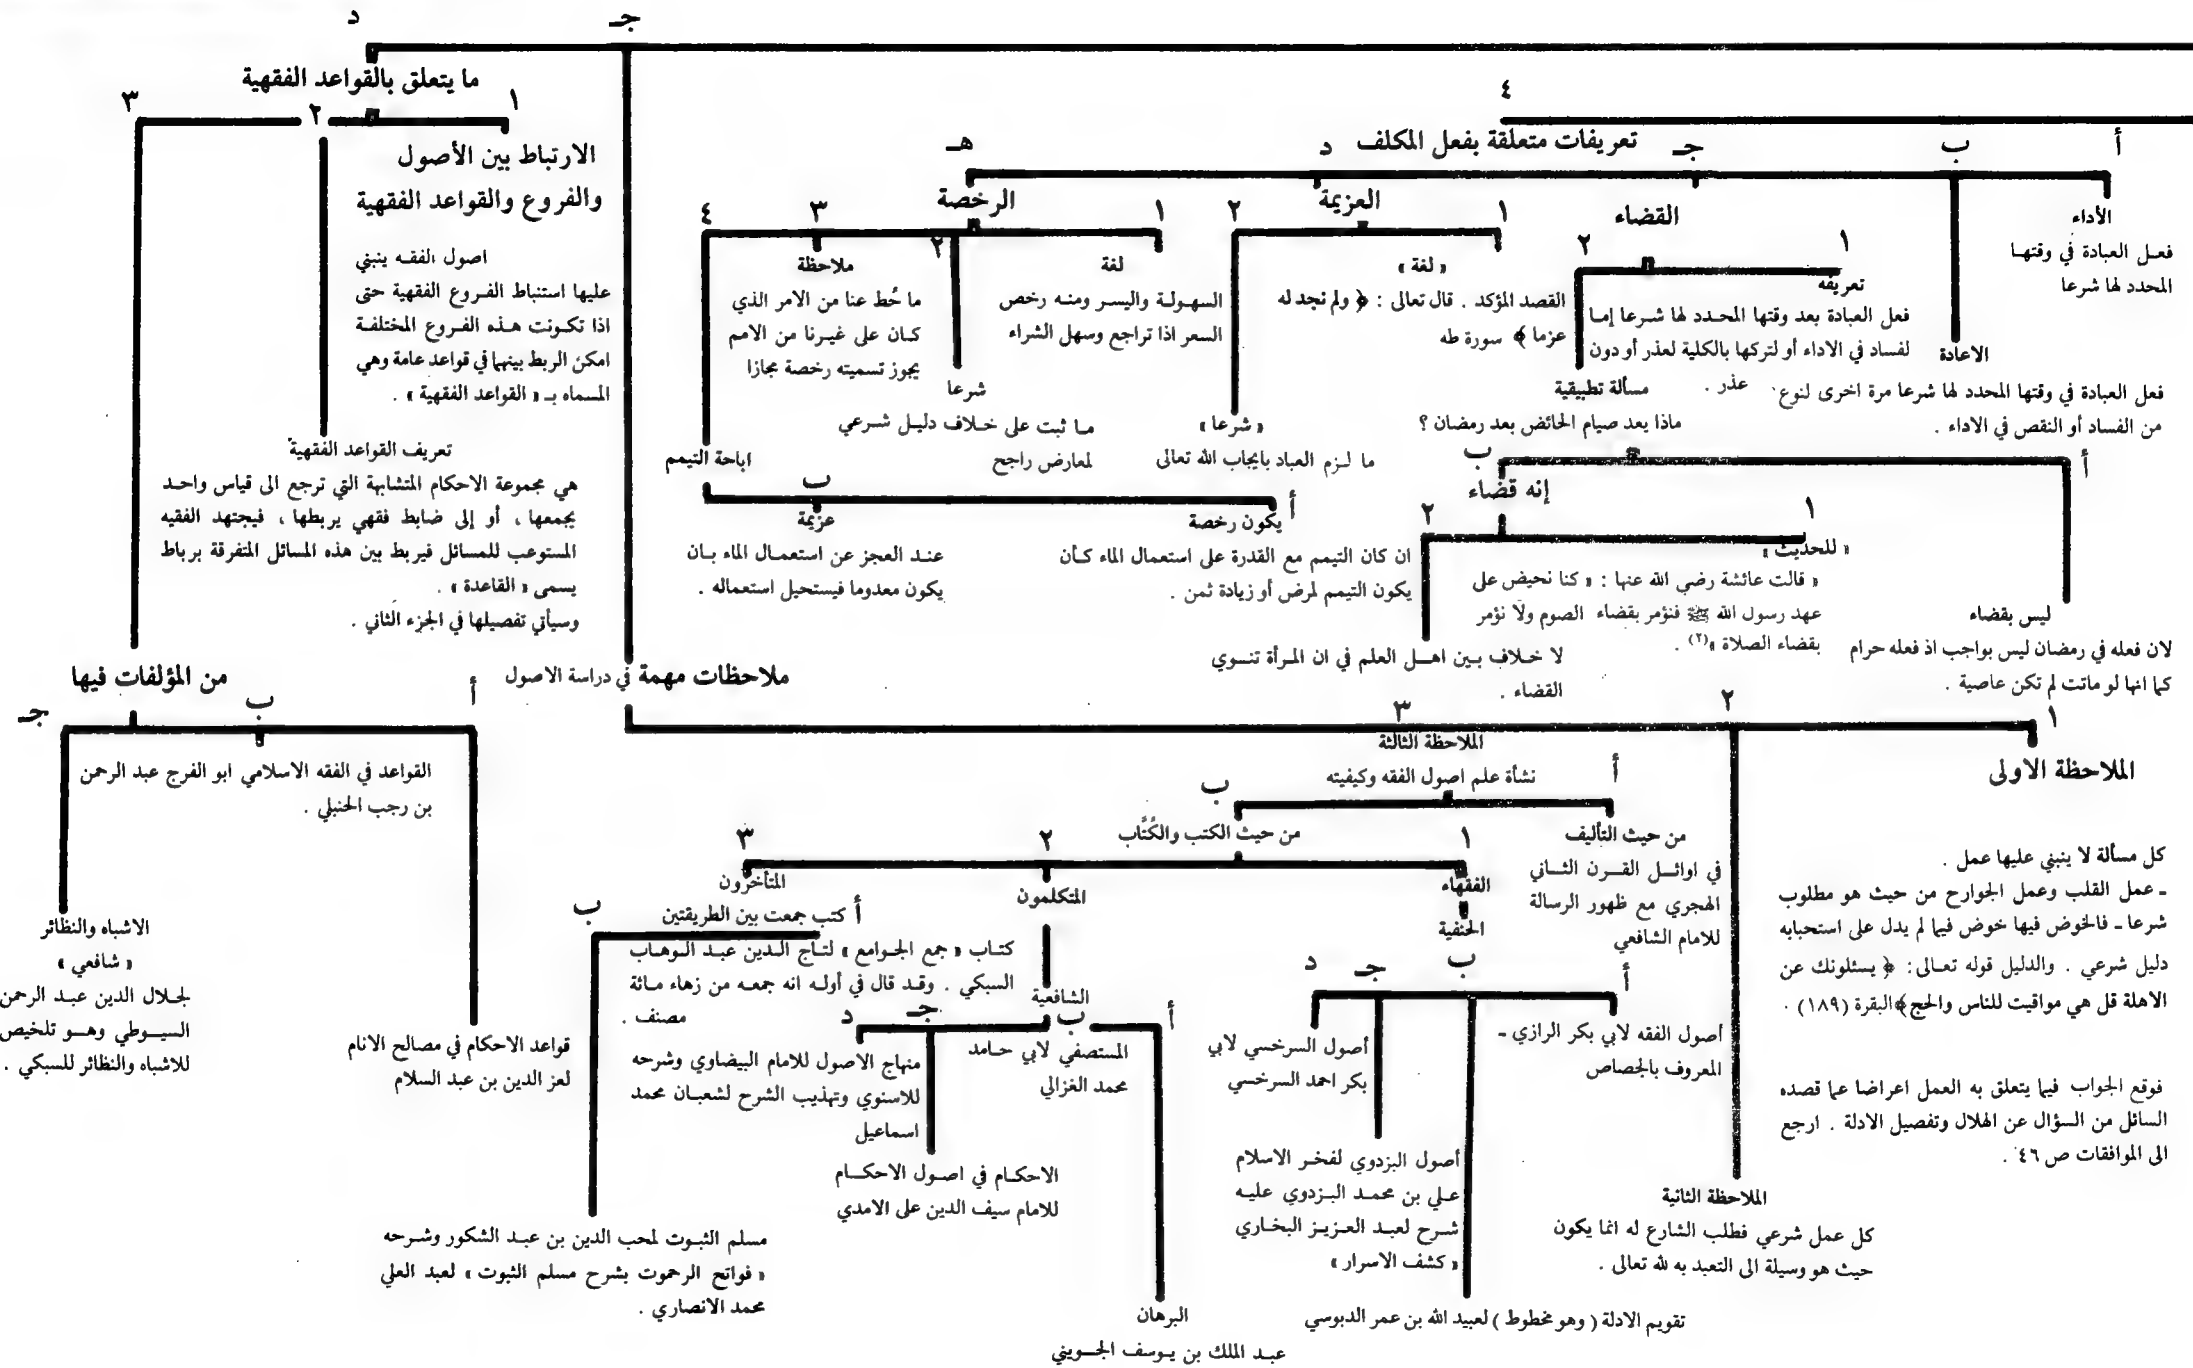 د
جـ
ما يتعلق بالقواعد الفقهية
١
٢
٣
الارتباط بين الأصول
والفروع والقواعد الفقهية
اصول الفقه ينبني
عليها استنباط الفروع الفقهية حتى
اذا تكونت هذه الفروع المختلفة
امكن الربط بينهما في قواعد عامة وهي
المسماه بـ « القواعد الفقهية » .
تعريف القواعد الفقهية
هي مجموعة الاحكام المتشابهة التي ترجع الى قياس واحد
يجمعها ، أو إلى ضابط فقهي يربطها ، فيجتهد الفقيه
المستوعب للمسائل فيربط بين هذه المسائل المتفرقة برباط
يسمى « القاعدة » .
وسيأتي تفصيلها في الجزء الثاني .
من المؤلفات فيها
أ
ب
جـ
قواعد الاحكام في مصالح الانام
لعز الدين بن عبد السلام
القواعد في الفقه الاسلامي ابو الفرج عبد الرحمن
بن رجب الحنبلي .
الاشباه والنظائر
« شافعي »
لجلال الدين عبد الرحمن
السيوطي وهو تلخيص
للاشباه والنظائر للسبكي .
٤
تعريفات متعلقة بفعل المكلف
أ
ب
جـ
د
هـ
الأداء
فعل العبادة في وقتها
المحدد لها شرعا
الاعادة
فعل العبادة في وقتها المحدد لها شرعا مرة اخرى لنوع
من الفساد أو النقص في الاداء .
القضاء
١
٢
تعريفه
فعل العبادة بعد وقتها المحدد لها شرعا إما
لفساد في الاداء أو لتركها بالكلية لعذر أو دون
عذر .
مسألة تطبيقية
ماذا يعد صيام الحائض بعد رمضان ؟
أ
ب
ليس بقضاء
لان فعله في رمضان ليس بواجب اذ فعله حرام
كما انها لو ماتت لم تكن عاصية .
إنه قضاء
١
٢
« للحديث »
« قالت عائشة رضي الله عنها : « كنا نحيض على
عهد رسول الله ﷺ فنؤمر بقضاء الصوم ولا نؤمر
بقضاء الصلاة »(٢) .
لا خلاف بين اهل العلم في ان المرأة تنوي
القضاء .
العزيمة
١
٢
« لغة »
القصد المؤكد . قال تعالى : ﴿ ولم نجد له
عزما ﴾ سورة طه
« شرعا »
ما لزم العباد بايجاب الله تعالى
الرخصة
١
٢
٣
٤
لغة
السهولة واليسر ومنه رخص
السعر اذا تراجع وسهل الشراء
شرعا
ما ثبت على خلاف دليل شرعي
لمعارض راجح
ملاحظة
ما حُط عنا من الامر الذي
كان على غيرنا من الامم
يجوز تسميته رخصة مجازا
اباحة التيمم
أ
ب
يكون رخصة
ان كان التيمم مع القدرة على استعمال الماء كأن
يكون التيمم لمرض أو زيادة ثمن .
عزيمة
عند العجز عن استعمال الماء بان
يكون معدوما فيستحيل استعماله .
ملاحظات مهمة في دراسة الاصول
١
٢
٣
الملاحظة الاولى
كل مسألة لا ينبني عليها عمل .
ـ عمل القلب وعمل الجوارح من حيث هو مطلوب
شرعا ـ فالخوض فيها خوض فيما لم يدل على استحبابه
دليل شرعي . والدليل قوله تعالى: ﴿ يسئلونك عن
الاهلة قل هي مواقيت للناس والحج ﴾ البقرة (١٨٩) .
فوقع الجواب فيما يتعلق به العمل اعراضا عما قصده
السائل من السؤال عن الهلال وتفصيل الادلة . ارجع
الى الموافقات ص ٤٦ .
الملاحظة الثانية
كل عمل شرعي فطلب الشارع له انما يكون
حيث هو وسيلة الى التعبد به لله تعالى .
الملاحظة الثالثة
نشأة علم اصول الفقه وكيفيته
أ
ب
من حيث التأليف
في اوائل القرن الثاني
الهجري مع ظهور الرسالة
للامام الشافعي
من حيث الكتب والكُتَّاب
١
٢
٣
الفقهاء
الحنفية
أ
ب
جـ
د
أصول الفقه لابي بكر الرازي ـ
المعروف بالجصاص
تقويم الادلة ( وهو مخطوط ) لعبيد الله بن عمر الدبوسي
أصول البزدوي لفخر الاسلام
علي بن محمد البزدوي عليه
شرح لعبد العزيز البخاري
« كشف الاسرار »
أصول السرخسي لابي
بكر احمد السرخسي
المتكلمون
الشافعية
أ
ب
جـ
د
البرهان
عبد الملك بن يوسف الجويني
المستصفي لابي حامد
محمد الغزالي
الاحكام في اصول الاحكام
للامام سيف الدين على الامدي
منهاج الاصول للامام البيضاوي وشرحه
للاسنوي وتهذيب الشرح لشعبان محمد
اسماعيل
المتأخرون
أ كتب جمعت بين الطريقتين
ب
كتاب « جمع الجوامع » لتاج الدين عبد الوهاب
السبكي . وقد قال في أوله انه جمعه من زهاء مائة
مصنف .
مسلم الثبوت لمحب الدين بن عبد الشكور وشرحه
« فواتح الرحموت بشرح مسلم الثبوت » لعبد العلي
محمد الانصاري .